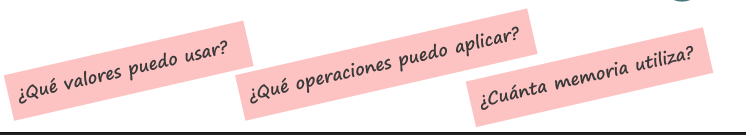 ¿Qué valores puedo usar?
¿Qué operaciones puedo aplicar?
¿Cuánta memoria utiliza?